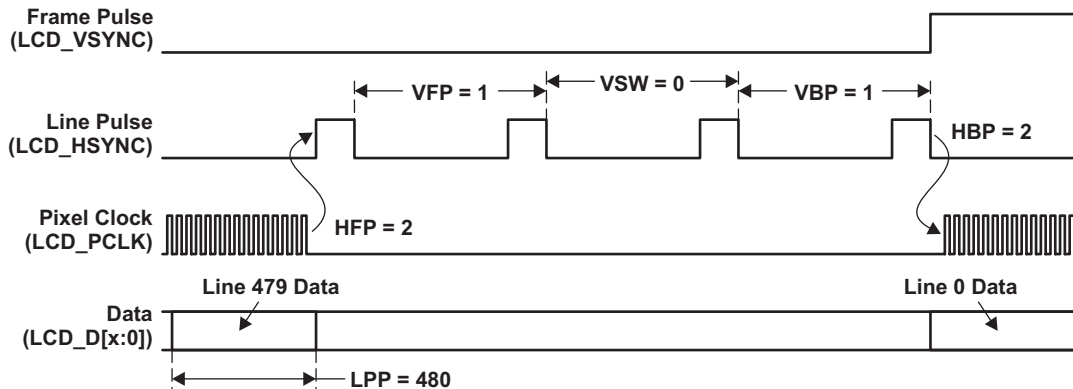 Frame Pulse
(LCD_VSYNC)
VFP = 1
VSW = 0
VBP = 1
Line Pulse
(LCD_HSYNC)
HBP = 2
Pixel Clock
(LCD_PCLK)
HFP = 2
Line 479 Data
Line 0 Data
Data
(LCD_D[x:0])
LPP = 480